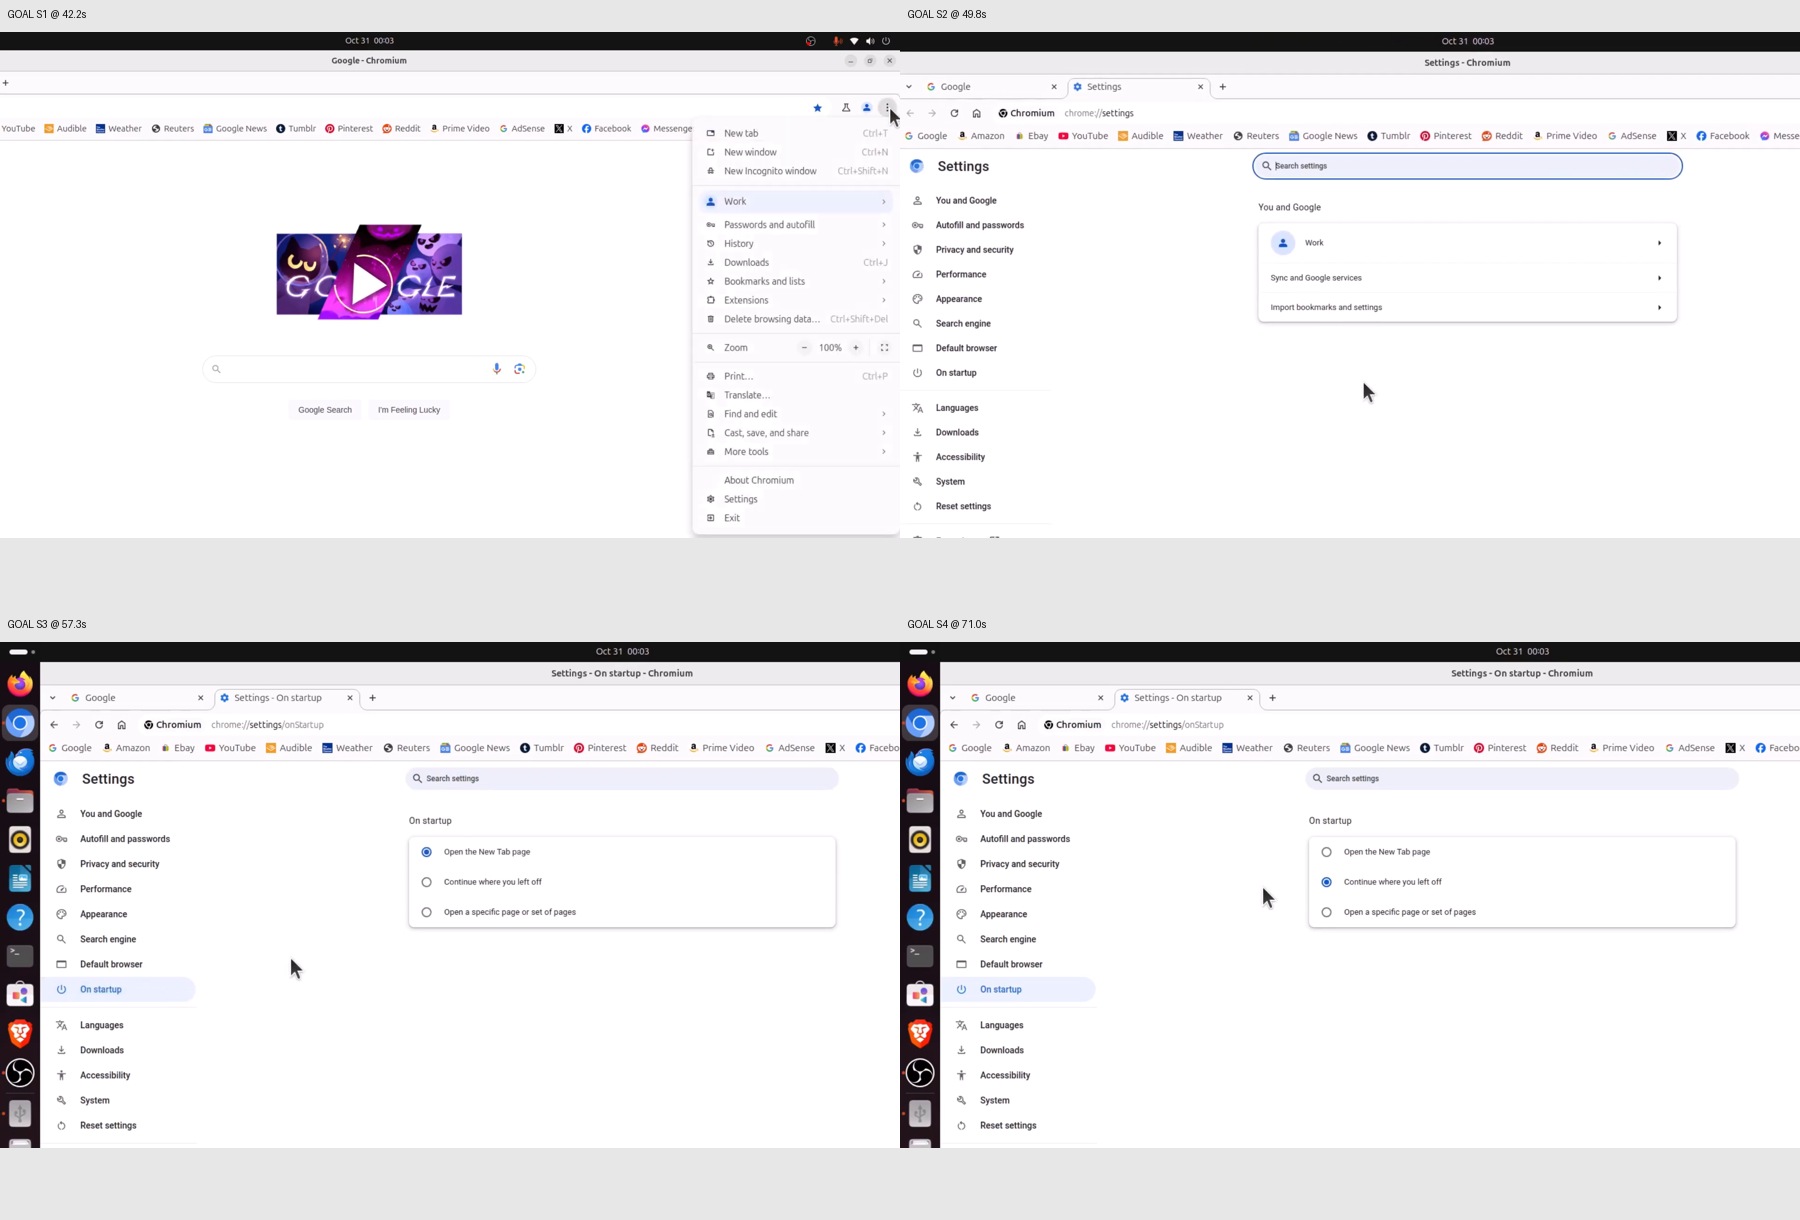 GOAL S1 @ 42.2s
Oct 31 00:03
Google - Chromium
YouTube Audible Weather Reuters Google News Tumblr Pinterest Reddit Prime Video AdSense X Facebook Messenge
New tab Ctrl+T
New window Ctrl+N
New Incognito window Ctrl+Shift+N
Work
Passwords and autofill
History
Downloads Ctrl+J
Bookmarks and lists
Extensions
Delete browsing data... Ctrl+Shift+Del
Zoom − 100% +
Print... Ctrl+P
Translate...
Find and edit
Cast, save, and share
More tools
About Chromium
Settings
Exit
GOOGLE
Google Search I'm Feeling Lucky
GOAL S2 @ 49.8s
Oct 31 00:03
Settings - Chromium
Google Settings
Chromium chrome://settings
Google Amazon Ebay YouTube Audible Weather Reuters Google News Tumblr Pinterest Reddit Prime Video AdSense X Facebook Messe
Settings
Search settings
You and Google
Autofill and passwords
Privacy and security
Performance
Appearance
Search engine
Default browser
On startup
Languages
Downloads
Accessibility
System
Reset settings
You and Google
Work
Sync and Google services
Import bookmarks and settings
GOAL S3 @ 57.3s
Oct 31 00:03
Settings - On startup - Chromium
Google Settings - On startup
Chromium chrome://settings/onStartup
Google Amazon Ebay YouTube Audible Weather Reuters Google News Tumblr Pinterest Reddit Prime Video AdSense X Facebo
Settings
Search settings
You and Google
Autofill and passwords
Privacy and security
Performance
Appearance
Search engine
Default browser
On startup
Languages
Downloads
Accessibility
System
Reset settings
On startup
Open the New Tab page
Continue where you left off
Open a specific page or set of pages
GOAL S4 @ 71.0s
Oct 31 00:03
Settings - On startup - Chromium
Google Settings - On startup
Chromium chrome://settings/onStartup
Google Amazon Ebay YouTube Audible Weather Reuters Google News Tumblr Pinterest Reddit Prime Video AdSense X Facebo
Settings
Search settings
You and Google
Autofill and passwords
Privacy and security
Performance
Appearance
Search engine
Default browser
On startup
Languages
Downloads
Accessibility
System
Reset settings
On startup
Open the New Tab page
Continue where you left off
Open a specific page or set of pages